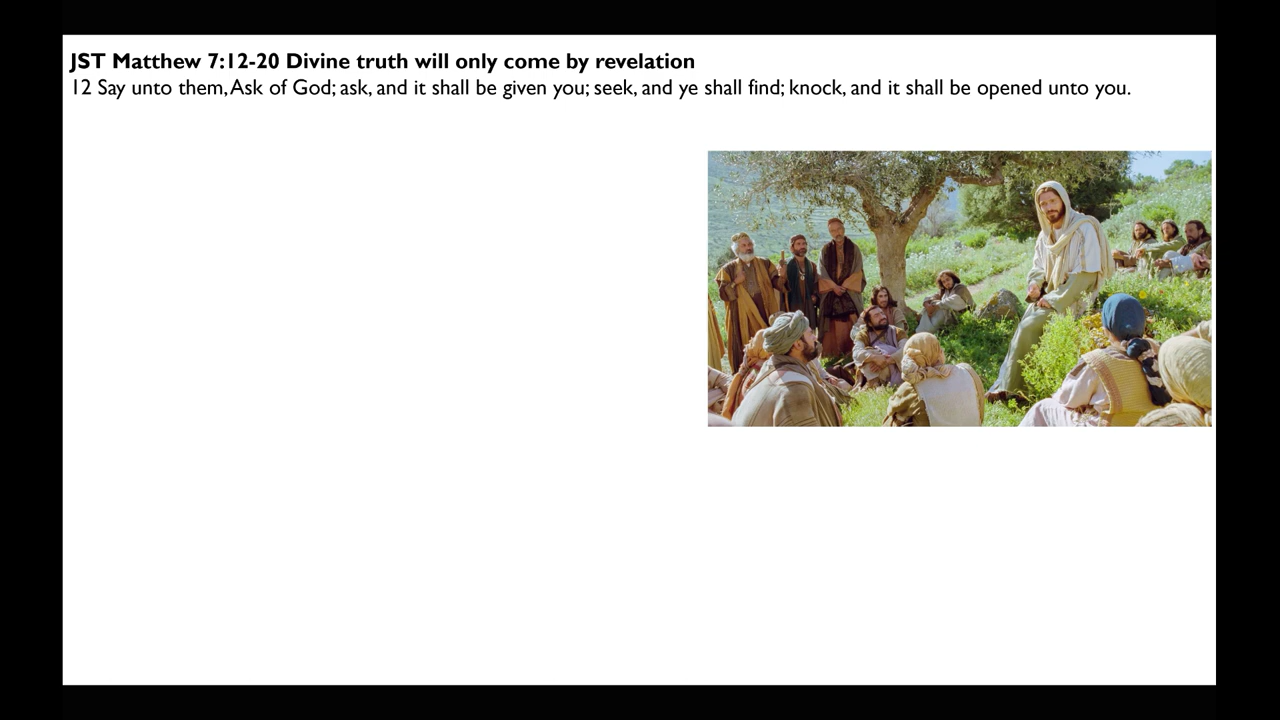 JST Matthew 7:12-20 Divine truth will only come by revelation
12 Say unto them, Ask of God; ask, and it shall be given you; seek, and ye shall find; knock, and it shall be opened unto you.